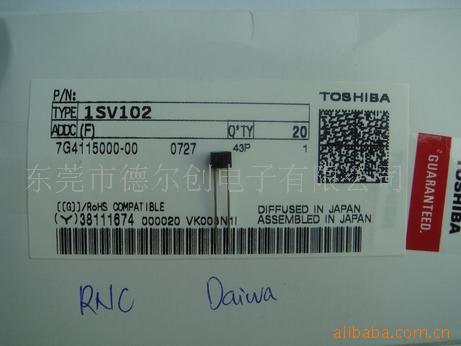 P/N:
TOSHIBA
TYPE 1SV102
ADDC (F) Q'TY 20
7G4115000-00 0727 43P 1
东莞市德尔创电子有限公司
[[G]]/RoHS COMPATIBLE DIFFUSED IN JAPAN
(Y)38111674 000020 ASSEMBLED IN JAPAN
GUARANTEED.
TOSHIBA
RNC Daiwa
alibaba.com.cn